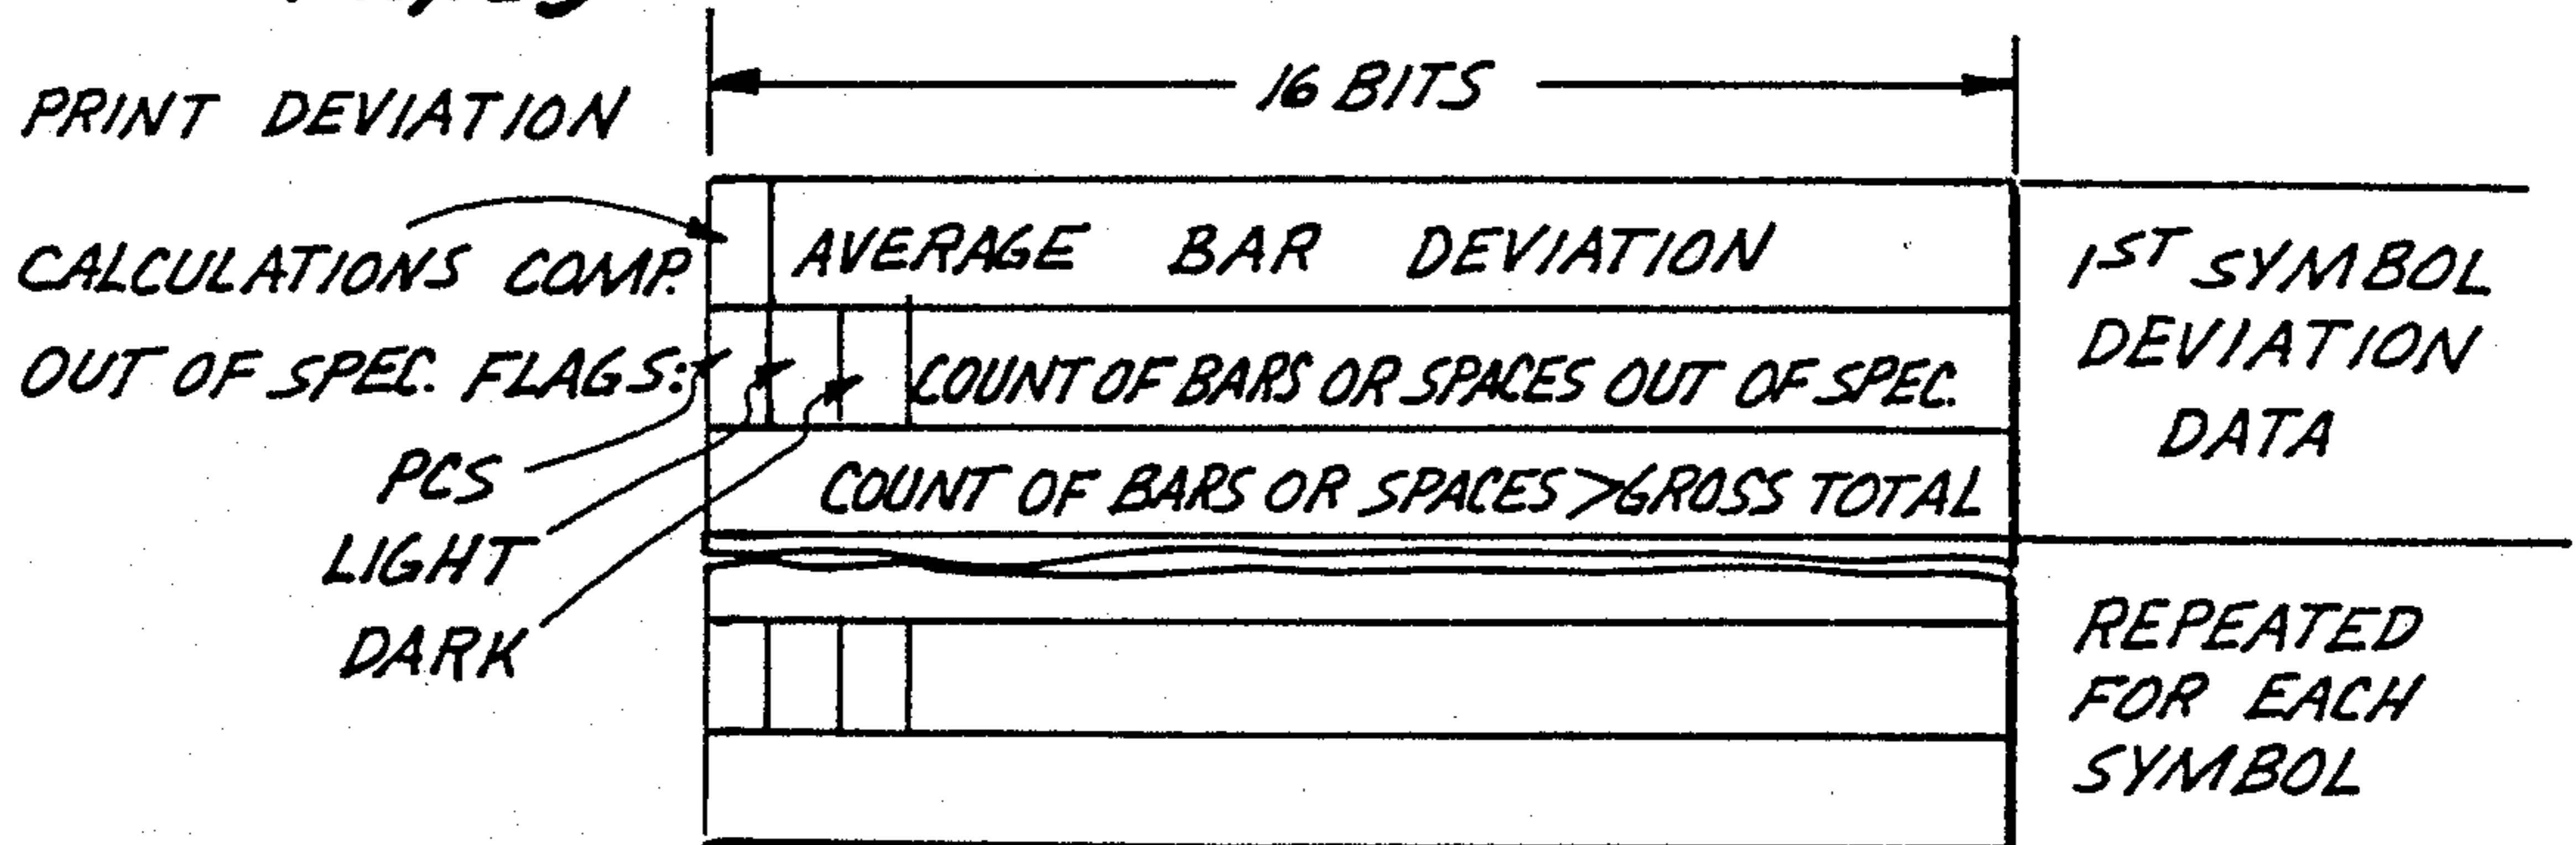 16 BITS
PRINT DEVIATION
CALCULATIONS COMP.
AVERAGE BAR DEVIATION
OUT OF SPEC. FLAGS:
COUNT OF BARS OR SPACES OUT OF SPEC.
PCS
LIGHT
DARK
COUNT OF BARS OR SPACES>GROSS TOTAL
1ST SYMBOL
DEVIATION
DATA
REPEATED
FOR EACH
SYMBOL